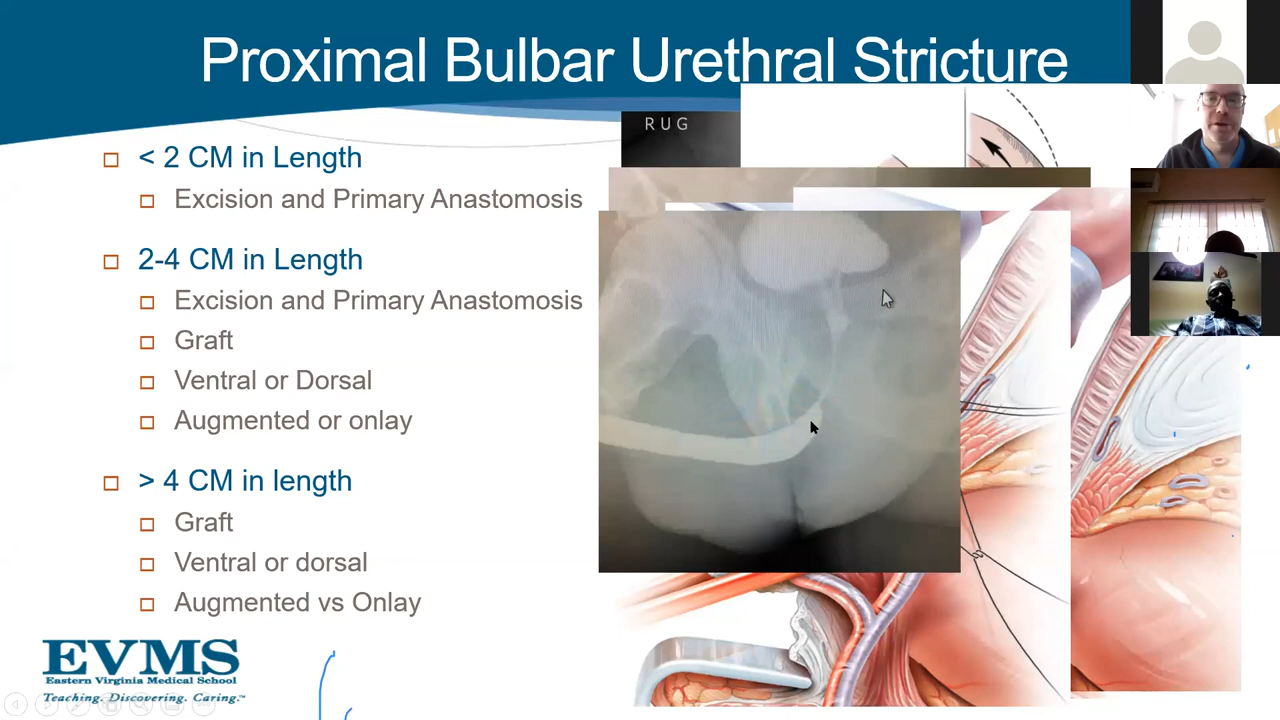 Proximal Bulbar Urethral Stricture
< 2 CM in Length
Excision and Primary Anastomosis
2-4 CM in Length
Excision and Primary Anastomosis
Graft
Ventral or Dorsal
Augmented or onlay
> 4 CM in length
Graft
Ventral or dorsal
Augmented vs Onlay
RUG
EVMS
Eastern Virginia Medical School
Teaching. Discovering. Caring.™